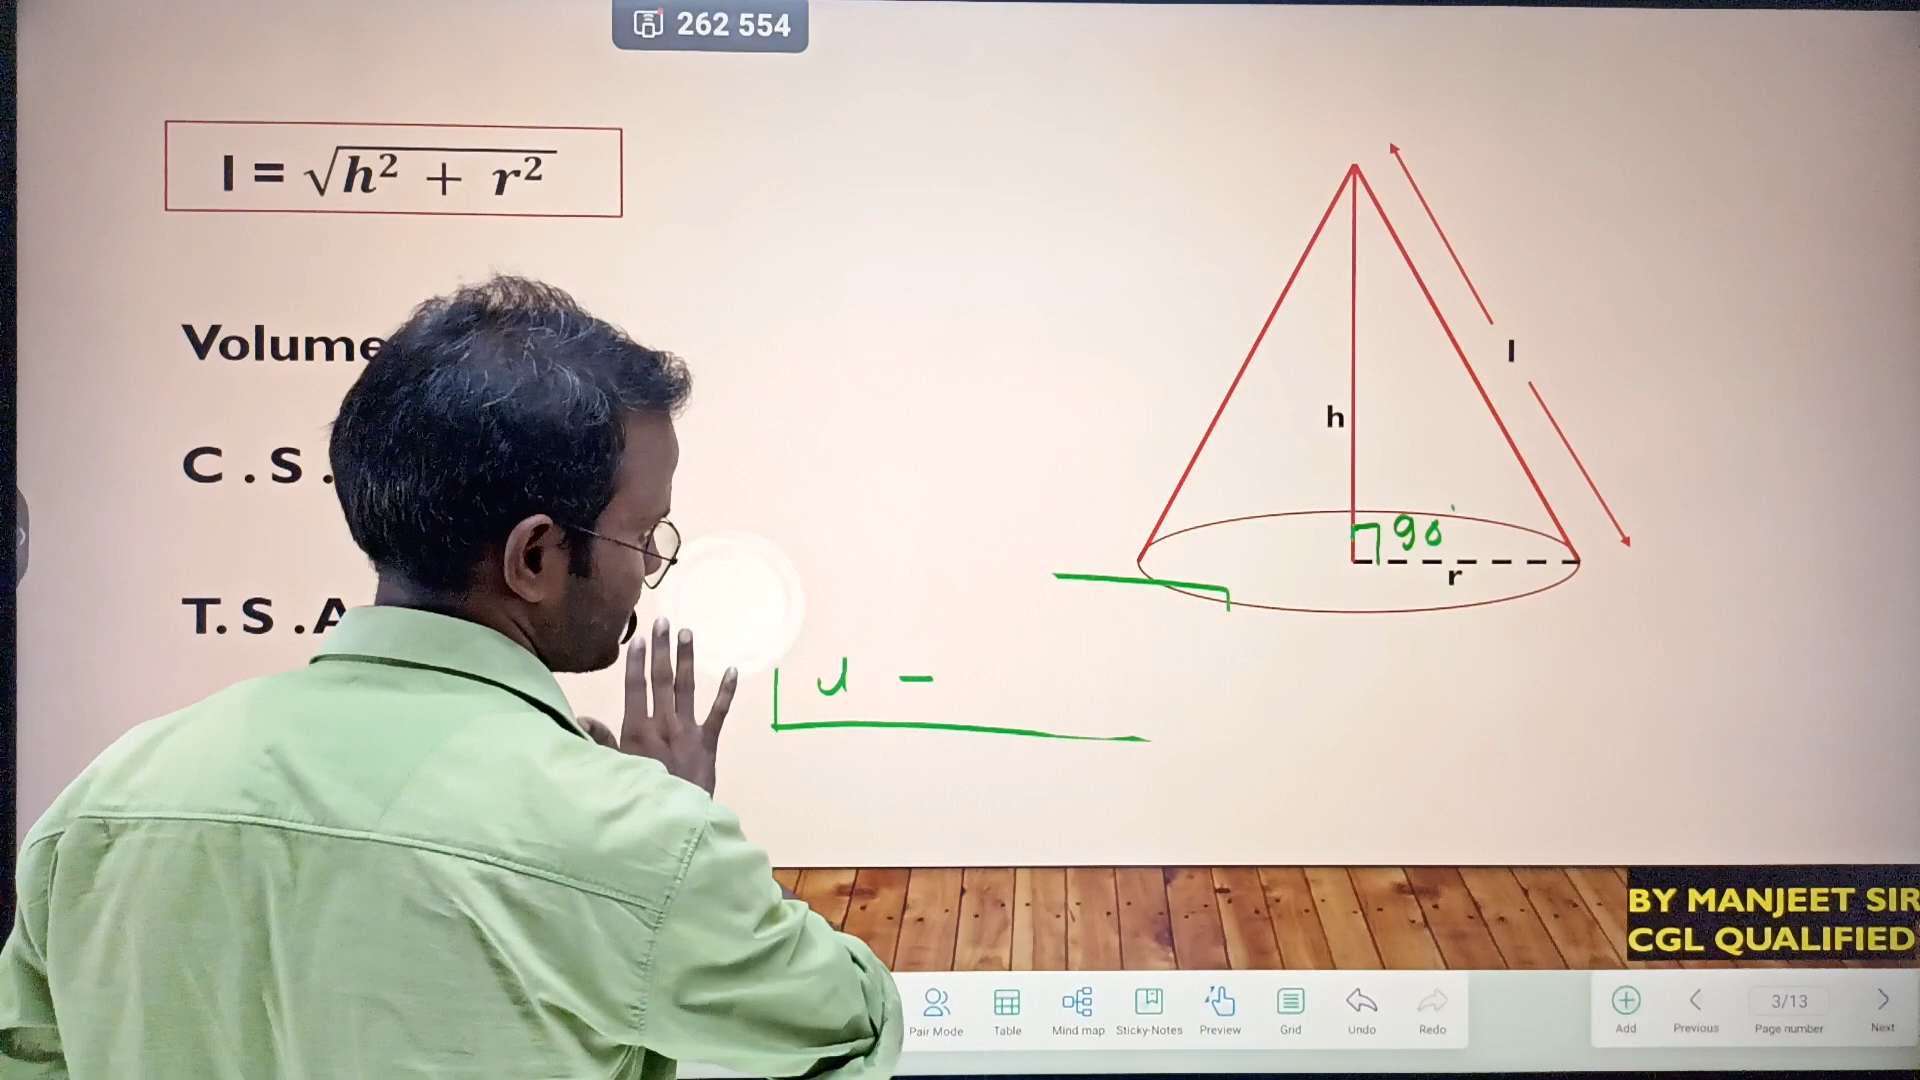 262 554
l = √h² + r²
Volume
C . S .
T. S . A
h
l
90°
r
BY MANJEET SIR
CGL QUALIFIED
Pair Mode Table Mind map Sticky-Notes Preview Grid Undo Redo Add Previous 3/13 Page number Next